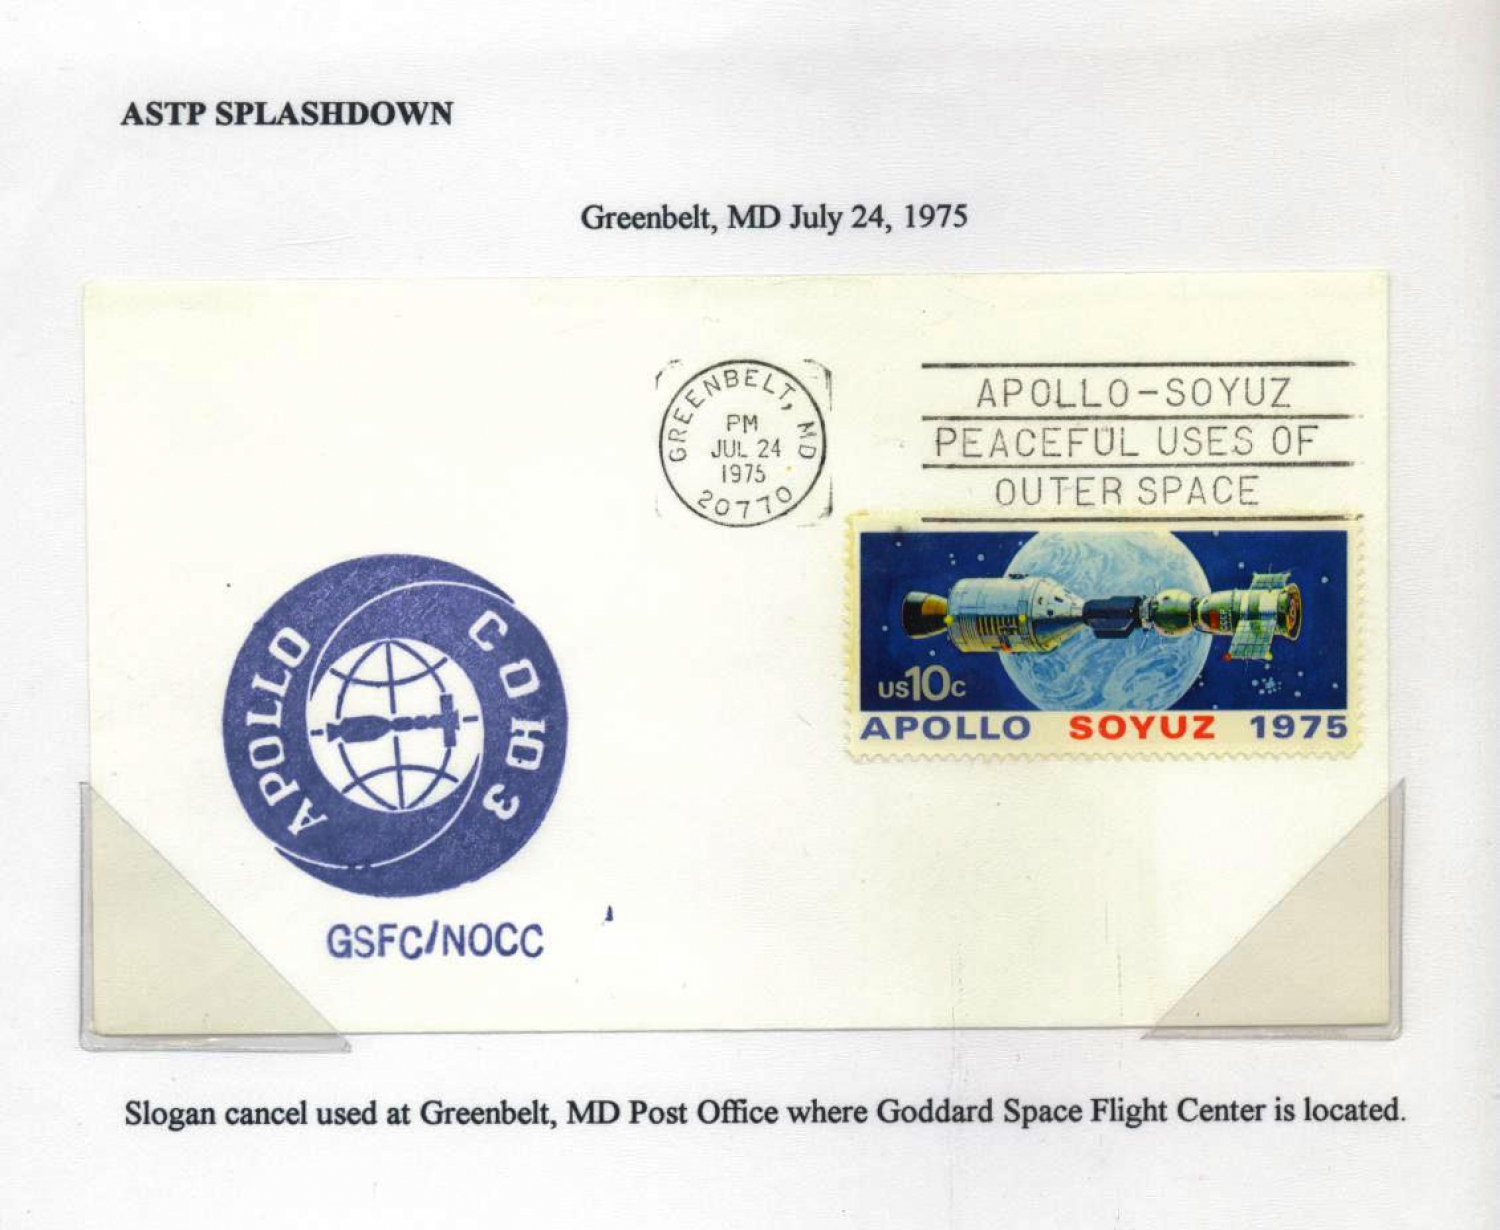 ASTP SPLASHDOWN
Greenbelt, MD July 24, 1975
GREENBELT, MD
PM
JUL 24
1975
20770
APOLLO-SOYUZ
PEACEFUL USES OF
OUTER SPACE
US10c
APOLLO SOYUZ 1975
APOLLO
СОЮЗ
GSFC/NOCC
Slogan cancel used at Greenbelt, MD Post Office where Goddard Space Flight Center is located.